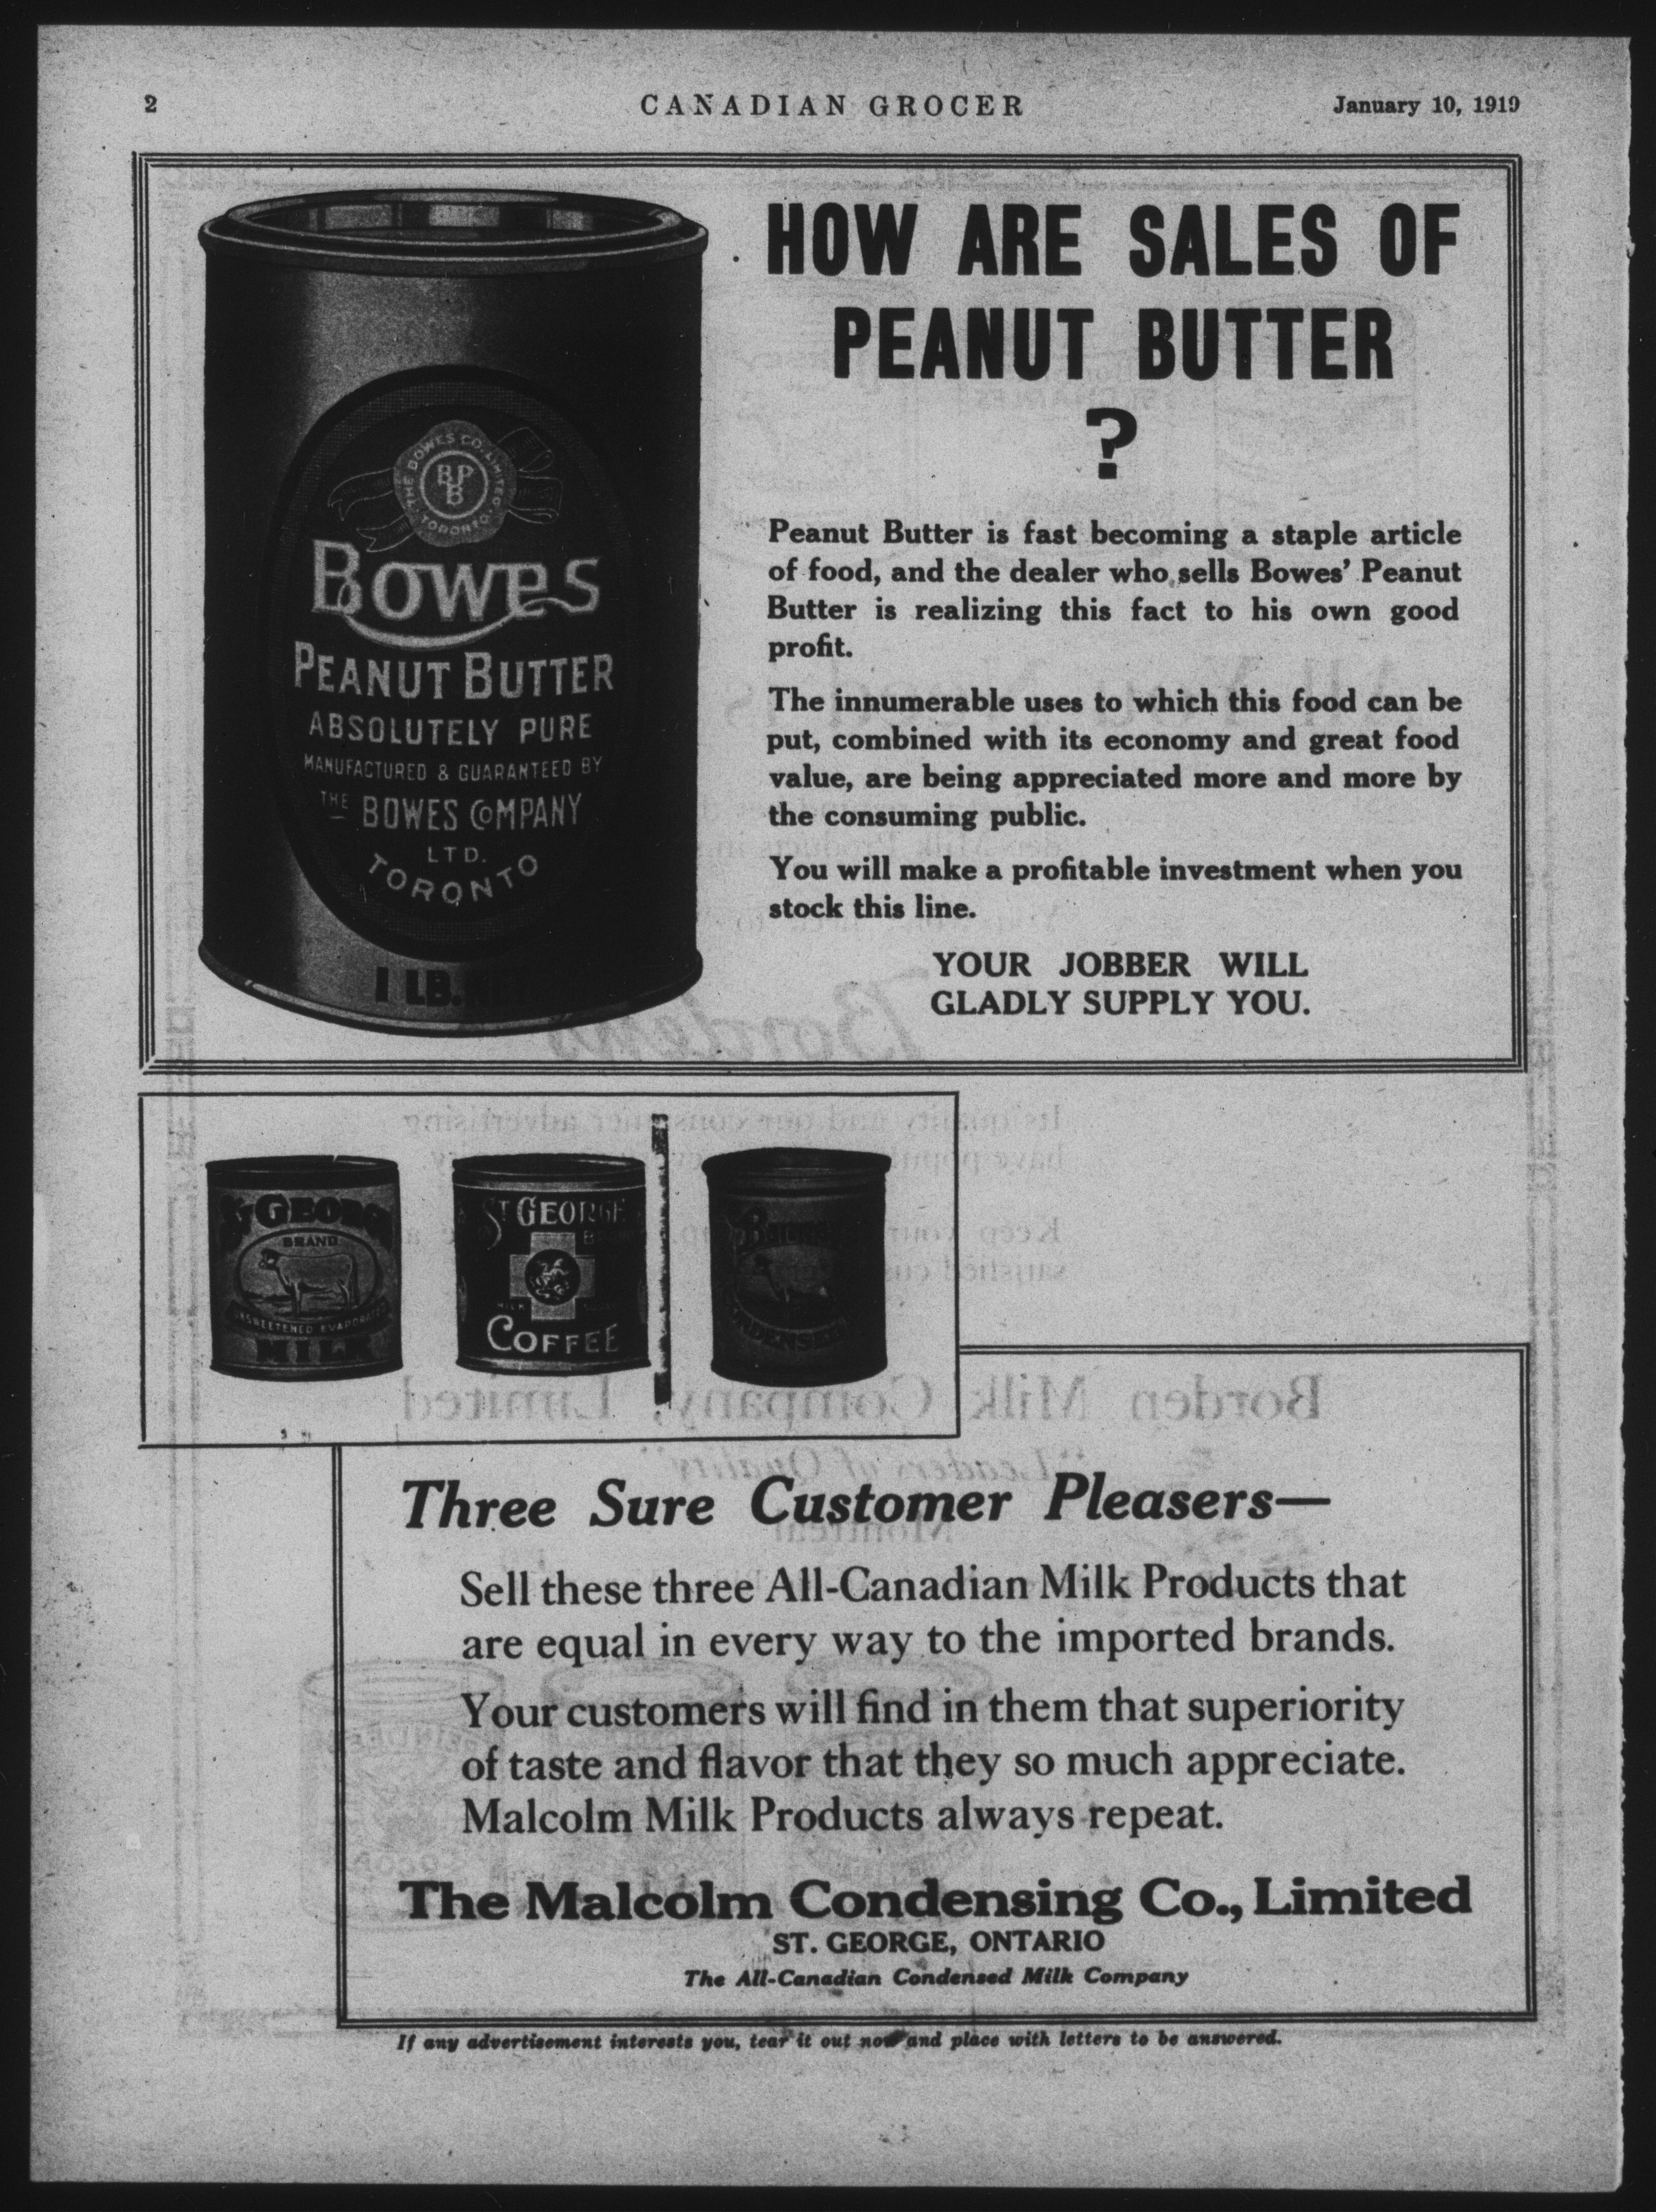 2
CANADIAN GROCER
January 10, 1919
THE BOWES CO. LIMITED
TORONTO
BPB
Bowes
PEANUT BUTTER
ABSOLUTELY PURE
MANUFACTURED & GUARANTEED BY
THE BOWES COMPANY
LTD.
TORONTO
1 LB. NET
HOW ARE SALES OF
PEANUT BUTTER
?
Peanut Butter is fast becoming a staple article
of food, and the dealer who sells Bowes' Peanut
Butter is realizing this fact to his own good
profit.
The innumerable uses to which this food can be
put, combined with its economy and great food
value, are being appreciated more and more by
the consuming public.
You will make a profitable investment when you
stock this line.
YOUR JOBBER WILL
GLADLY SUPPLY YOU.
ST GEORGE
BRAND
UNSWEETENED EVAPORATED
MILK
ST GEORGE
COFFEE
Three Sure Customer Pleasers—
Sell these three All-Canadian Milk Products that
are equal in every way to the imported brands.
Your customers will find in them that superiority
of taste and flavor that they so much appreciate.
Malcolm Milk Products always repeat.
The Malcolm Condensing Co., Limited
ST. GEORGE, ONTARIO
The All-Canadian Condensed Milk Company
If any advertisement interests you, tear it out now and place with letters to be answered.